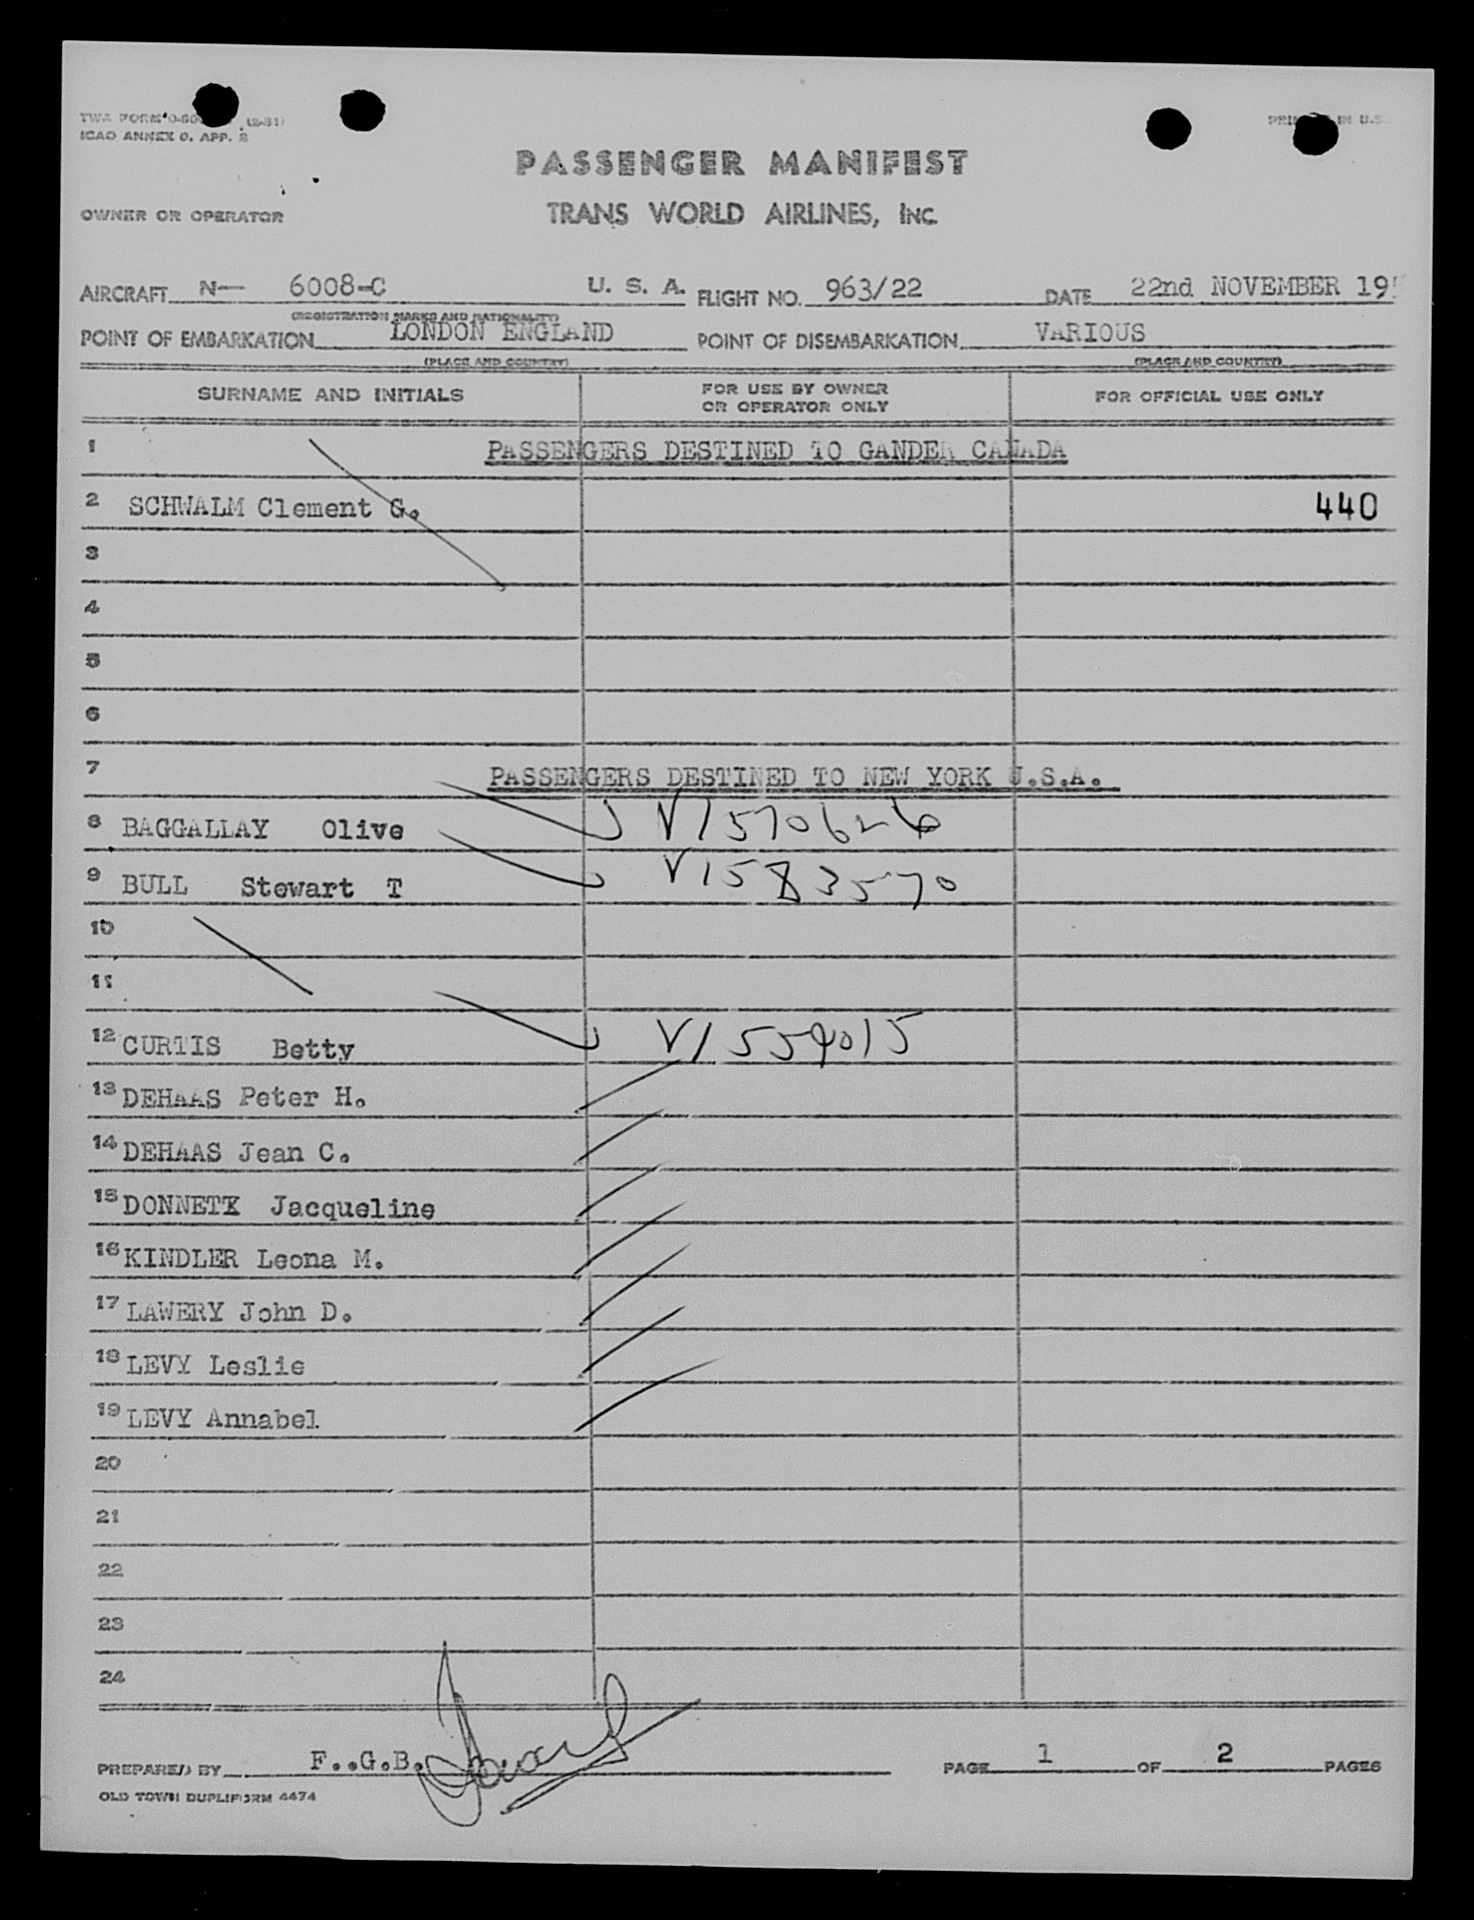 TWA FORM (2-51)
ICAO ANNEX 9, APP. 2
PRINTED IN U.S.
PASSENGER MANIFEST
OWNER OR OPERATOR TRANS WORLD AIRLINES, INC.
AIRCRAFT N— 6008-C U. S. A. FLIGHT NO. 963/22 DATE 22nd NOVEMBER 19
(REGISTRATION MARKS AND NATIONALITY)
POINT OF EMBARKATION LONDON ENGLAND POINT OF DISEMBARKATION VARIOUS
(PLACE AND COUNTRY) (PLACE AND COUNTRY)
SURNAME AND INITIALS FOR USE BY OWNER OR OPERATOR ONLY FOR OFFICIAL USE ONLY
1 PASSENGERS DESTINED TO GANDER CANADA
2 SCHWALM Clement G. 440
3
4
5
6
7 PASSENGERS DESTINED TO NEW YORK U.S.A.
8 BAGGALLAY Olive V1570626
9 BULL Stewart T V1583570
10
11
12 CURTIS Betty V1559015
13 DEHAAS Peter H.
14 DEHAAS Jean C.
15 DONNETX Jacqueline
16 KINDLER Leona M.
17 LAWERY John D.
18 LEVY Leslie
19 LEVY Annabel
20
21
22
23
24
PREPARED BY F..G.B. PAGE 1 OF 2 PAGES
OLD TOWN DUPLIFORM 4474